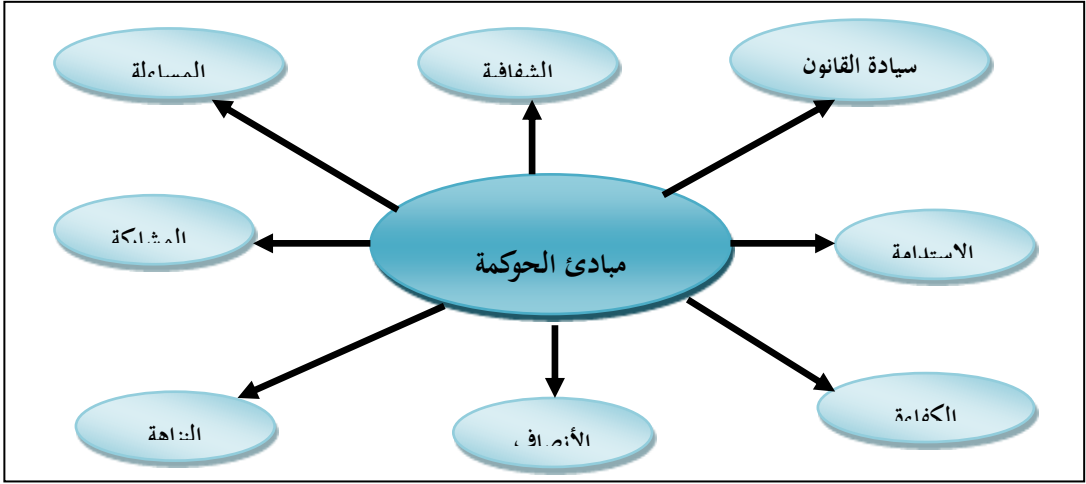 سيادة القانون
الشفافية
المساءلة
الاستدامة
مبادئ الحوكمة
المشاركة
الكفاءة
الأنصاف
النزاهة